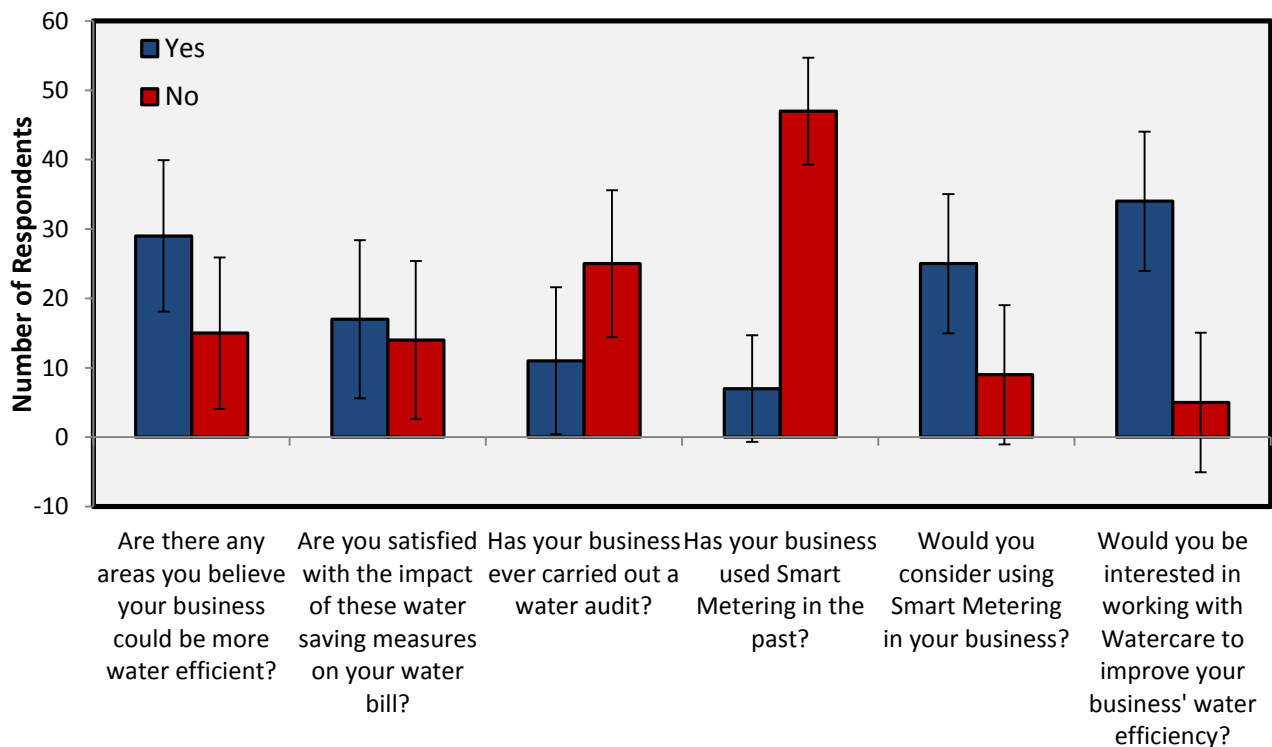 60
50
40
30
20
10
0
-10
Number of Respondents
Yes
No
Are there any
areas you believe
your business
could be more
water efficient?
Are you satisfied
with the impact
of these water
saving measures
on your water
bill?
Has your business
ever carried out a
water audit?
Has your business
used Smart
Metering in the
past?
Would you
consider using
Smart Metering
in your business?
Would you be
interested in
working with
Watercare to
improve your
business' water
efficiency?